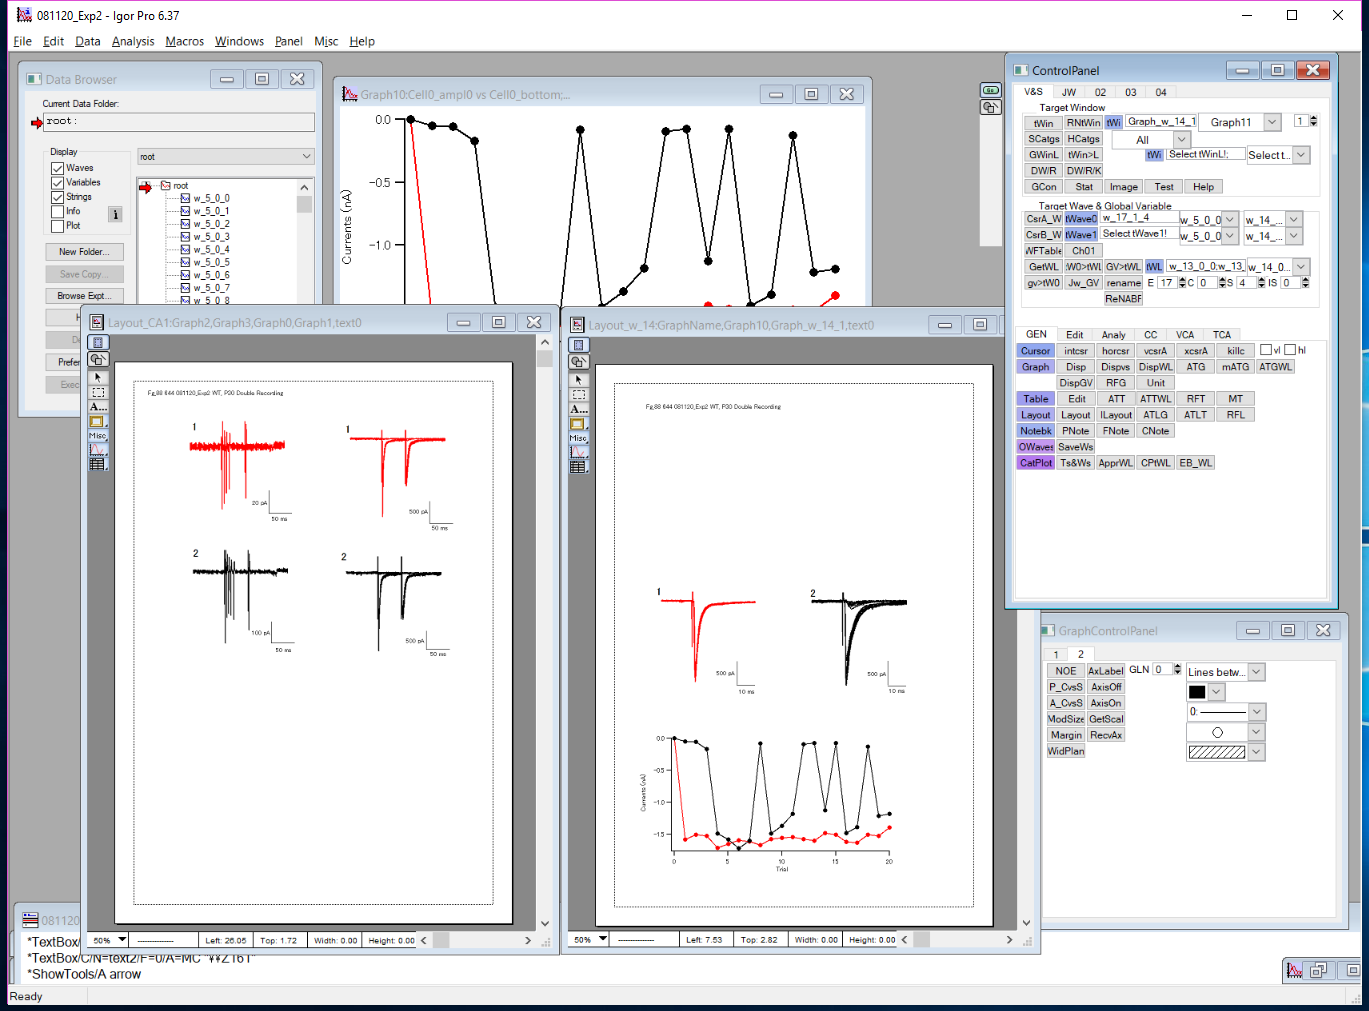 081120_Exp2 - Igor Pro 6.37
File Edit Data Analysis Macros Windows Panel Misc Help
Data Browser
Current Data Folder:
root:
Display
Waves
Variables
Strings
Info
Plot
New Folder...
Save Copy...
Browse Expt...
root
root
w_5_0_0
w_5_0_1
w_5_0_2
w_5_0_3
w_5_0_4
w_5_0_5
w_5_0_6
w_5_0_7
w_5_0_8
Graph10:Cell0_ampl0 vs Cell0_bottom;...
0.0
-0.5
-1.0
Currents (nA)
ControlPanel
V&S JW 02 03 04
Target Window
tWin RNtWin tWi Graph_w_14_1 Graph11 1
SCatgs HCatgs All
GWinL tWin>L tWi Select tWinL!; Select t...
DW/R DW/R/K
GCon Stat Image Test Help
Target Wave & Global Variable
CsrA_W tWave0 w_17_1_4 w_5_0_0 w_14_...
CsrB_W tWave1 Select tWave1! w_5_0_0 w_14_...
WFTable Ch01
GetWL W0>tWL GV>tWL tWL w_13_0_0;w_13_ w_14_0...
gv>tW0 Jw_GV rename E 17 C 0 S 4 IS 0
ReNABF
GEN Edit Analy CC VCA TCA
Cursor intcsr horcsr vcsrA xcsrA killc vl hl
Graph Disp Dispvs DispWL ATG mATG ATGWL
DispGV RFG Unit
Table Edit ATT ATTWL RFT MT
Layout Layout lLayout ATLG ATLT RFL
Notebk PNote FNote CNote
OWaves SaveWs
CatPlot Ts&Ws ApprWL CPtWL EB_WL
Layout_CA1:Graph2,Graph3,Graph0,Graph1,text0
A...
Misc
Fg,88 644 081120_Exp2 WT, P30 Double Recording
1
20 pA
50 ms
1
500 pA
50 ms
2
100 pA
50 ms
2
500 pA
50 ms
50% Left: 26.05 Top: 1.72 Width: 0.00 Height: 0.00
Layout_w_14:GraphName,Graph10,Graph_w_14_1,text0
A...
Misc
Fg,88 644 081120_Exp2 WT, P30 Double Recording
1
500 pA
10 ms
2
500 pA
10 ms
0.0
-0.5
-1.0
-1.5
Currents (nA)
0 5 10 15 20
Trial
50% Left: 7.53 Top: 2.82 Width: 0.00 Height: 0.00
GraphControlPanel
1 2
NOE AxLabel GLN 0 Lines betw...
P_CvsS AxisOff
A_CvsS AxisOn 0:
ModSize GetScal
Margin RecvAx
WidPlan
081120
*TextBox/
*TextBox/C/N=text2/F=0/A=MC "\\Z161"
*ShowTools/A arrow
Ready